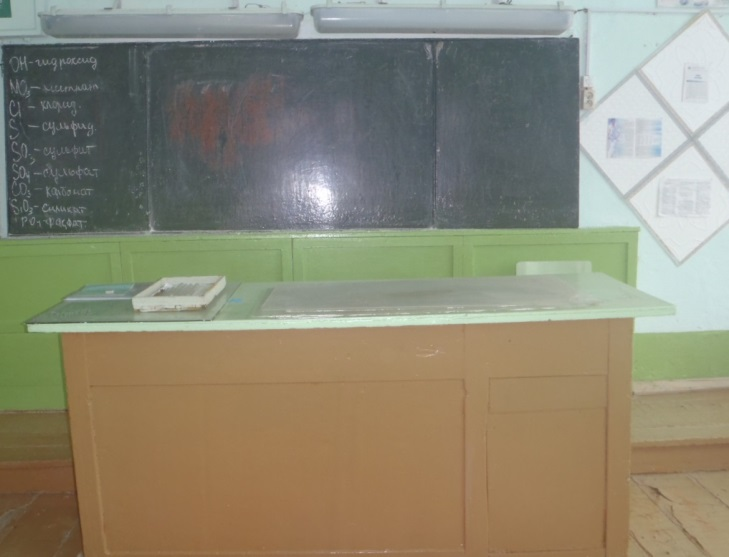 OH - гидроксид
NO₃ - нитрат
Cl - хлорид
S - сульфид
SO₃ - сульфит
SO₄ - сульфат
CO₃ - карбонат
SiO₃ - силикат
PO₄ - фосфат